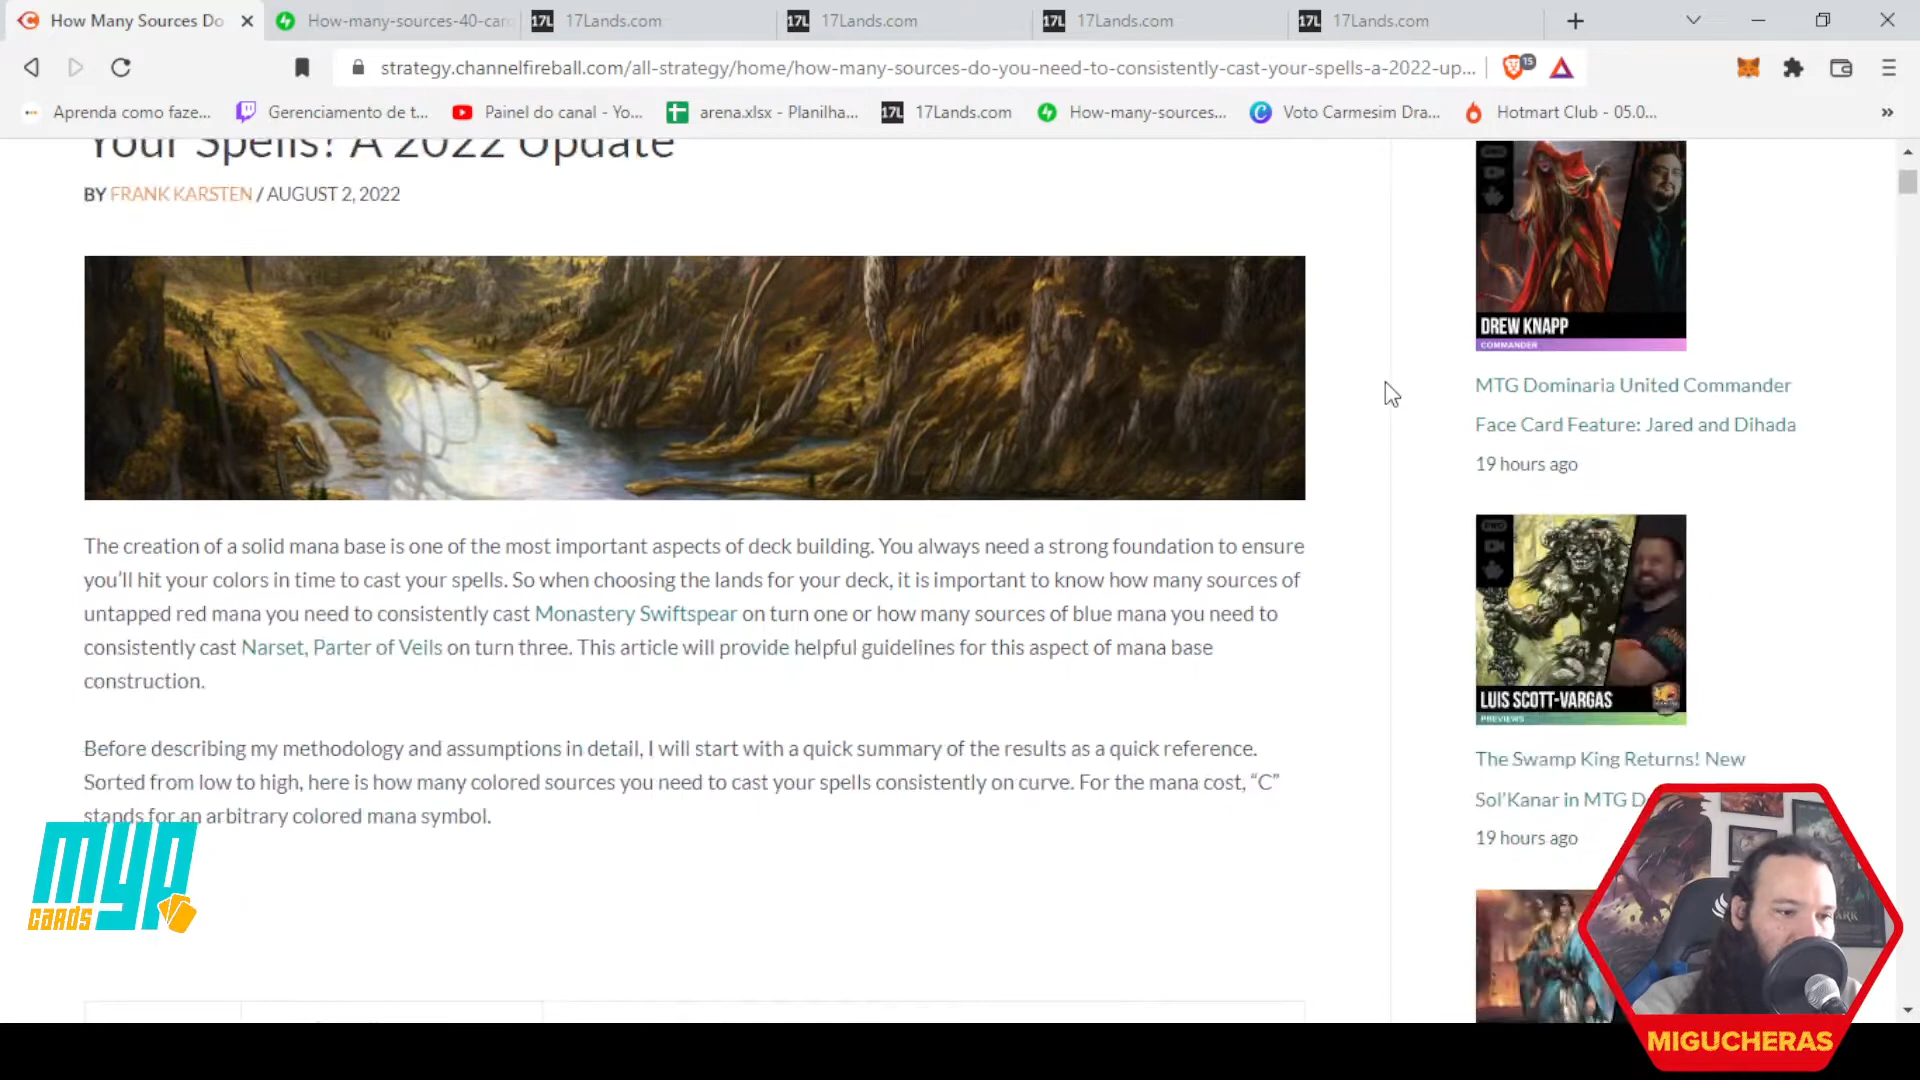 How Many Sources Do
How-many-sources-40-car
17L 17Lands.com
17L 17Lands.com
17L 17Lands.com
17L 17Lands.com
strategy.channelfireball.com/all-strategy/home/how-many-sources-do-you-need-to-consistently-cast-your-spells-a-2022-up...
15
Aprenda como faze...
Gerenciamento de t...
Painel do canal - Yo...
arena.xlsx - Planilha...
17L 17Lands.com
How-many-sources...
Voto Carmesim Dra...
Hotmart Club - 05.0...
»
Your Spells? A 2022 Update
BY FRANK KARSTEN / AUGUST 2, 2022
The creation of a solid mana base is one of the most important aspects of deck building. You always need a strong foundation to ensure
you'll hit your colors in time to cast your spells. So when choosing the lands for your deck, it is important to know how many sources of
untapped red mana you need to consistently cast Monastery Swiftspear on turn one or how many sources of blue mana you need to
consistently cast Narset, Parter of Veils on turn three. This article will provide helpful guidelines for this aspect of mana base
construction.
Before describing my methodology and assumptions in detail, I will start with a quick summary of the results as a quick reference.
Sorted from low to high, here is how many colored sources you need to cast your spells consistently on curve. For the mana cost, “C”
stands for an arbitrary colored mana symbol.
DREW KNAPP
COMMANDER
MTG Dominaria United Commander
Face Card Feature: Jared and Dihada
19 hours ago
LUIS SCOTT-VARGAS
PREVIEWS
The Swamp King Returns! New
Sol'Kanar in MTG D
19 hours ago
myp
cards
MIGUCHERAS